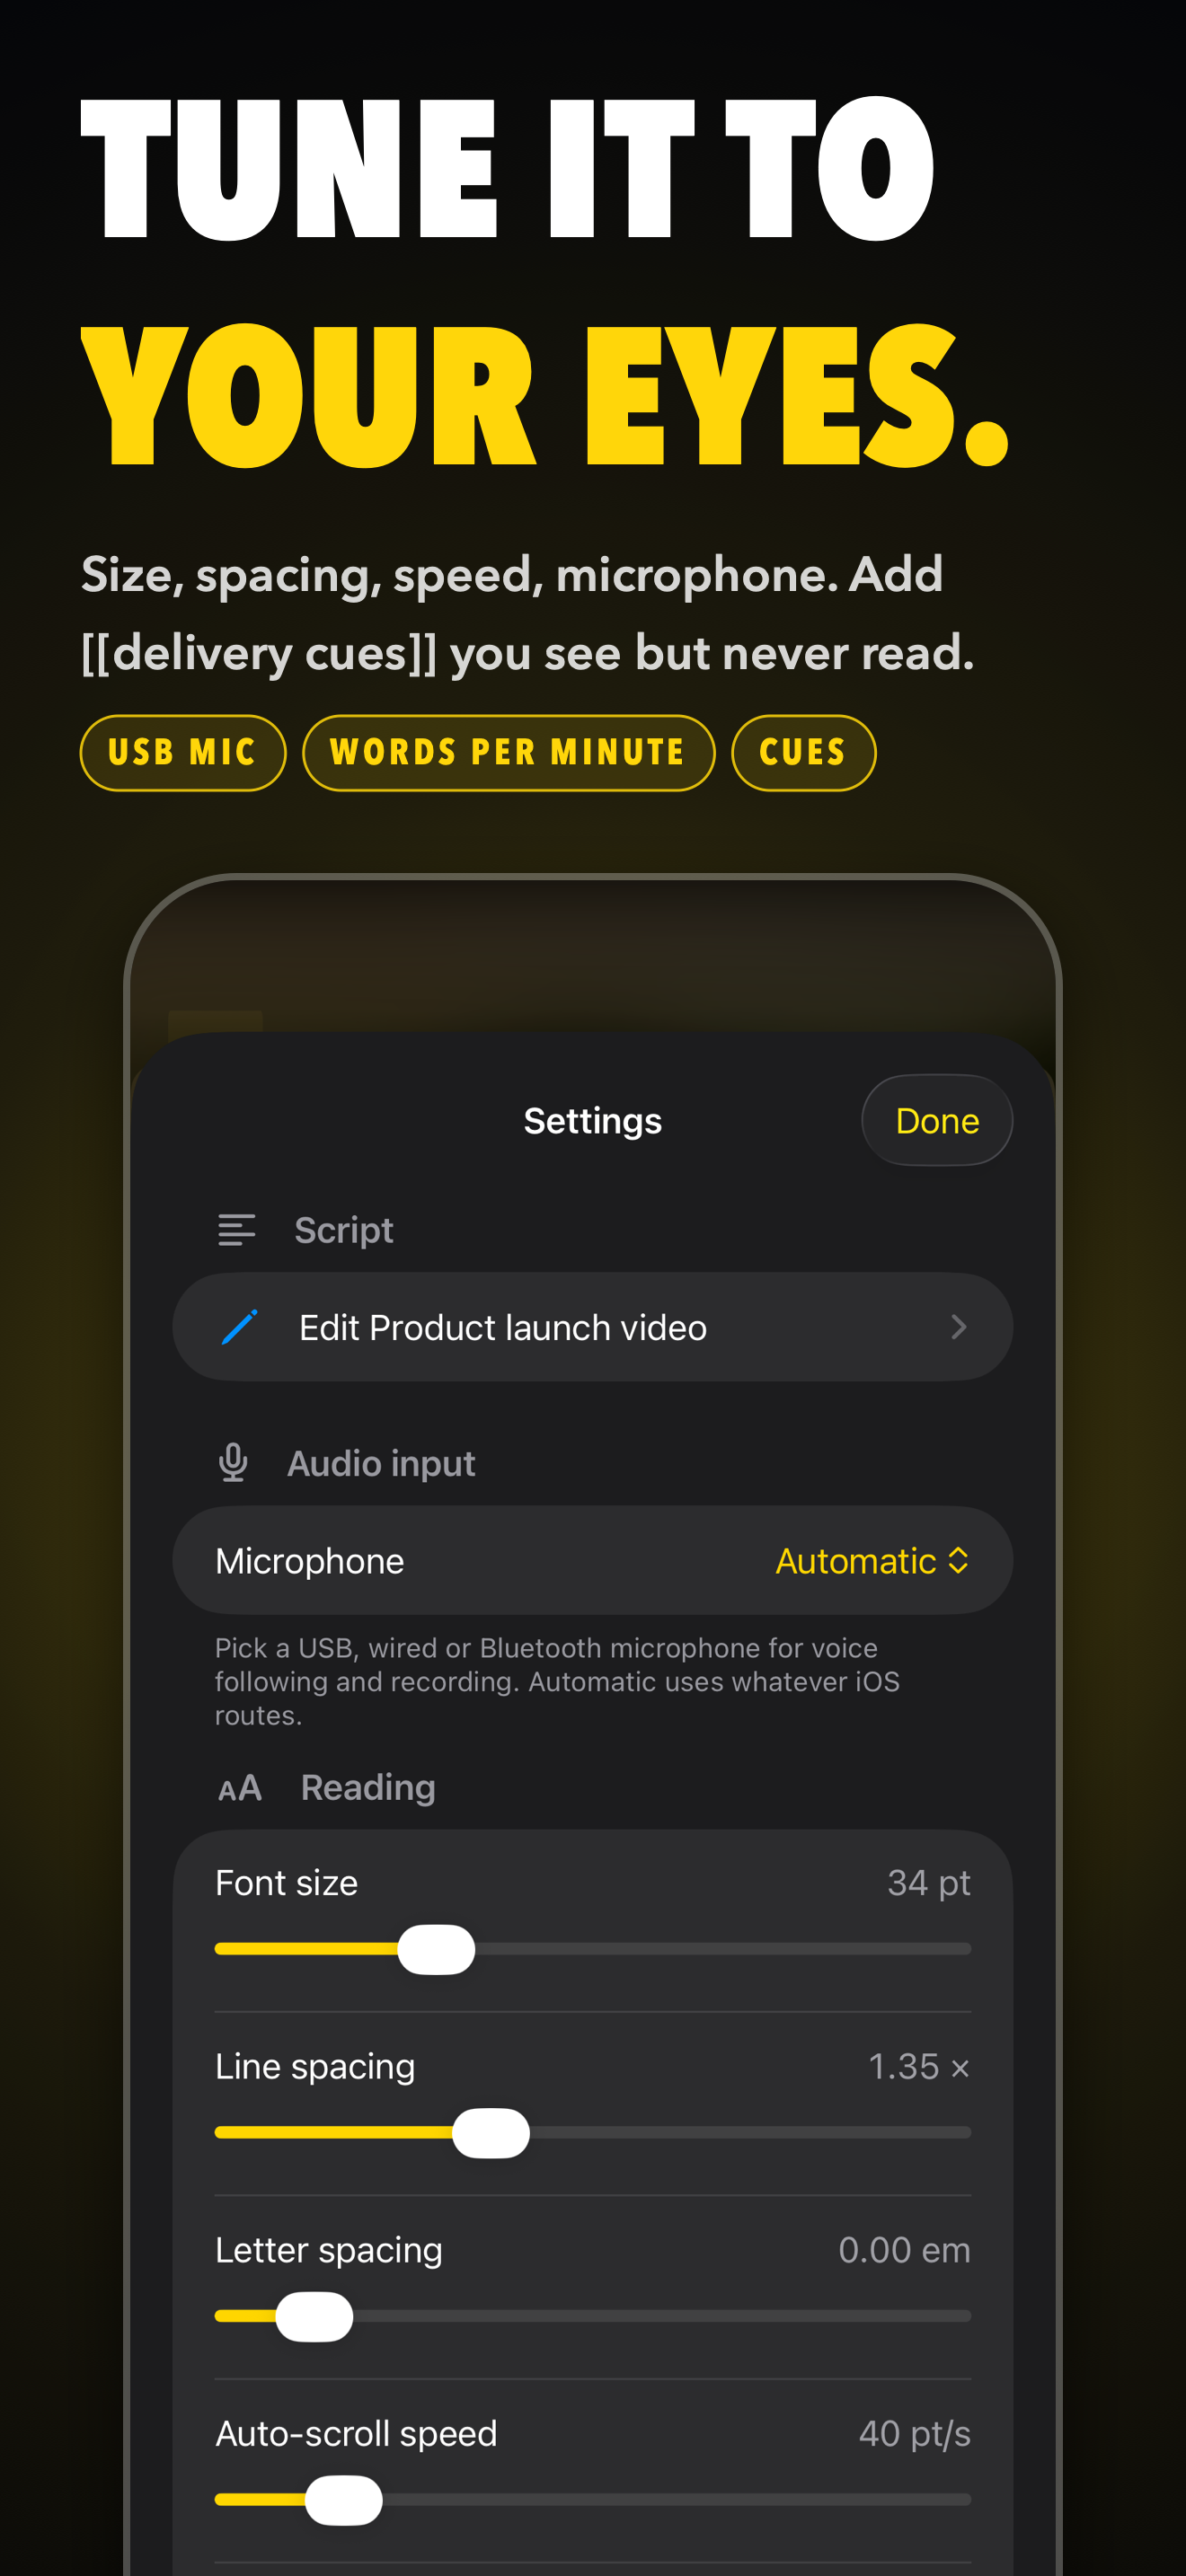 TUNE IT TO
YOUR EYES.
Size, spacing, speed, microphone. Add
[[delivery cues]] you see but never read.
USB MIC
WORDS PER MINUTE
CUES
Settings
Done
Script
Edit Product launch video
Audio input
Microphone
Automatic
Pick a USB, wired or Bluetooth microphone for voice
following and recording. Automatic uses whatever iOS
routes.
AA Reading
Font size
34 pt
Line spacing
1.35 ×
Letter spacing
0.00 em
Auto-scroll speed
40 pt/s